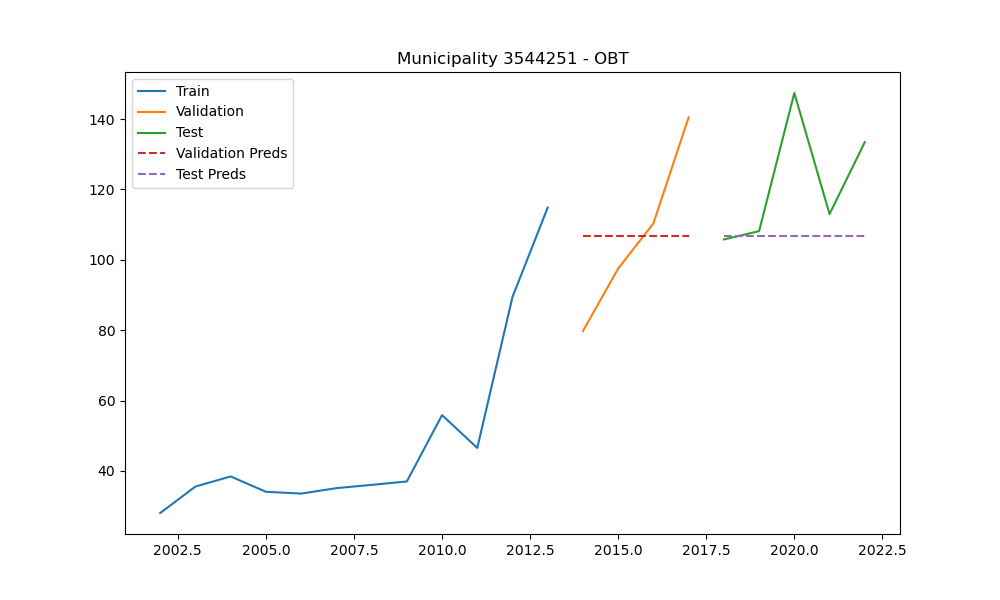 Municipality 3544251 - OBT
Train
Validation
Test
Validation Preds
Test Preds
140
120
100
80
60
40
2002.5 2005.0 2007.5 2010.0 2012.5 2015.0 2017.5 2020.0 2022.5